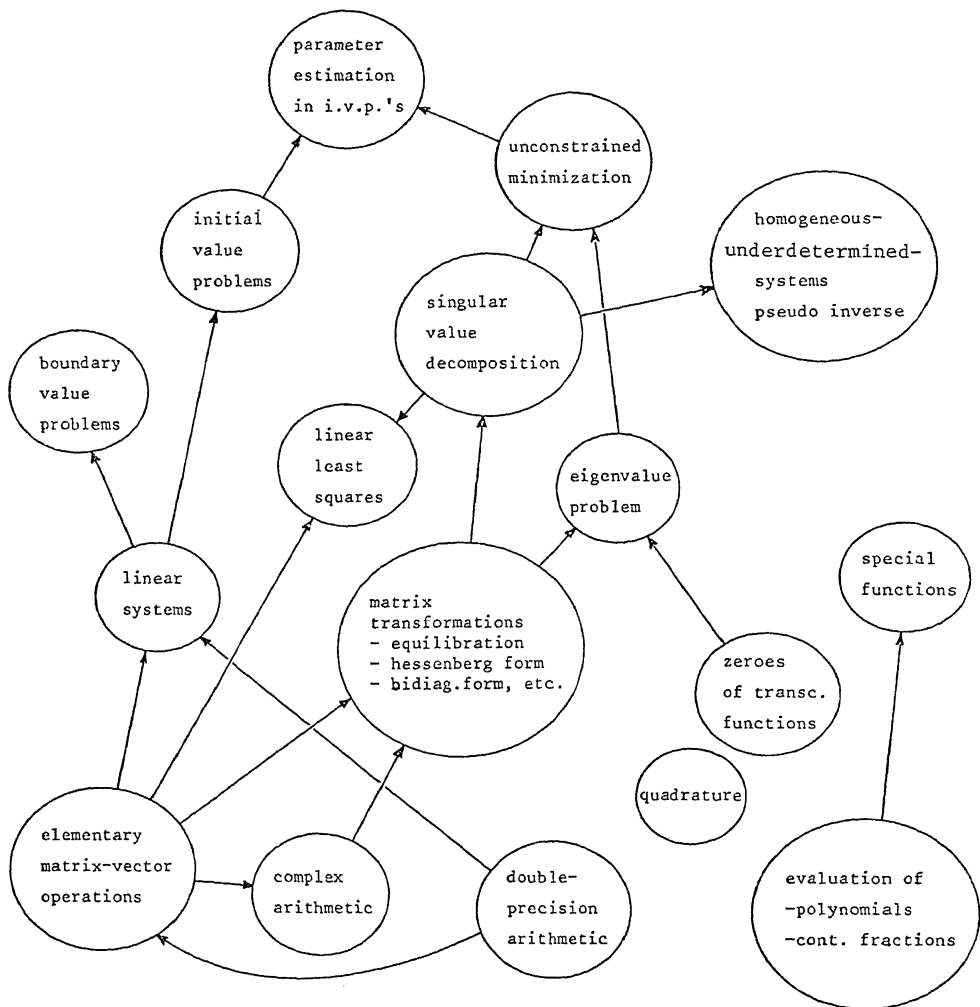 parameter
estimation
in i.v.p.'s
unconstrained
minimization
initial
value
problems
homogeneous-
underdetermined-
systems
pseudo inverse
singular
value
decomposition
boundary
value
problems
linear
least
squares
eigenvalue
problem
linear
systems
special
functions
matrix
transformations
- equilibration
- hessenberg form
- bidiag.form, etc.
zeroes
of transc.
functions
quadrature
elementary
matrix-vector
operations
complex
arithmetic
double-
precision
arithmetic
evaluation of
-polynomials
-cont. fractions